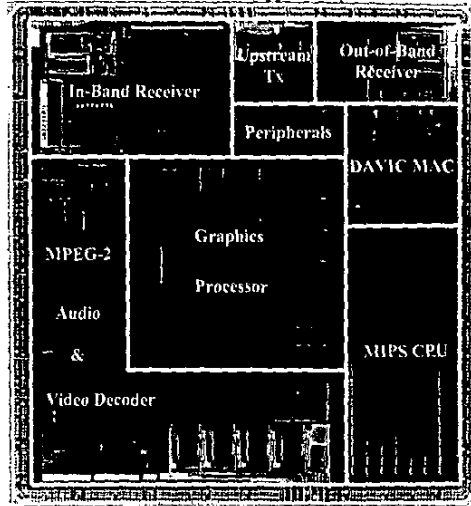 Upstream
Tx
Out-of-Band
Receiver
In-Band Receiver
Peripherals
DAVIC MAC
Graphics
Processor
MPEG-2
Audio
&
Video Decoder
MIPS CPU